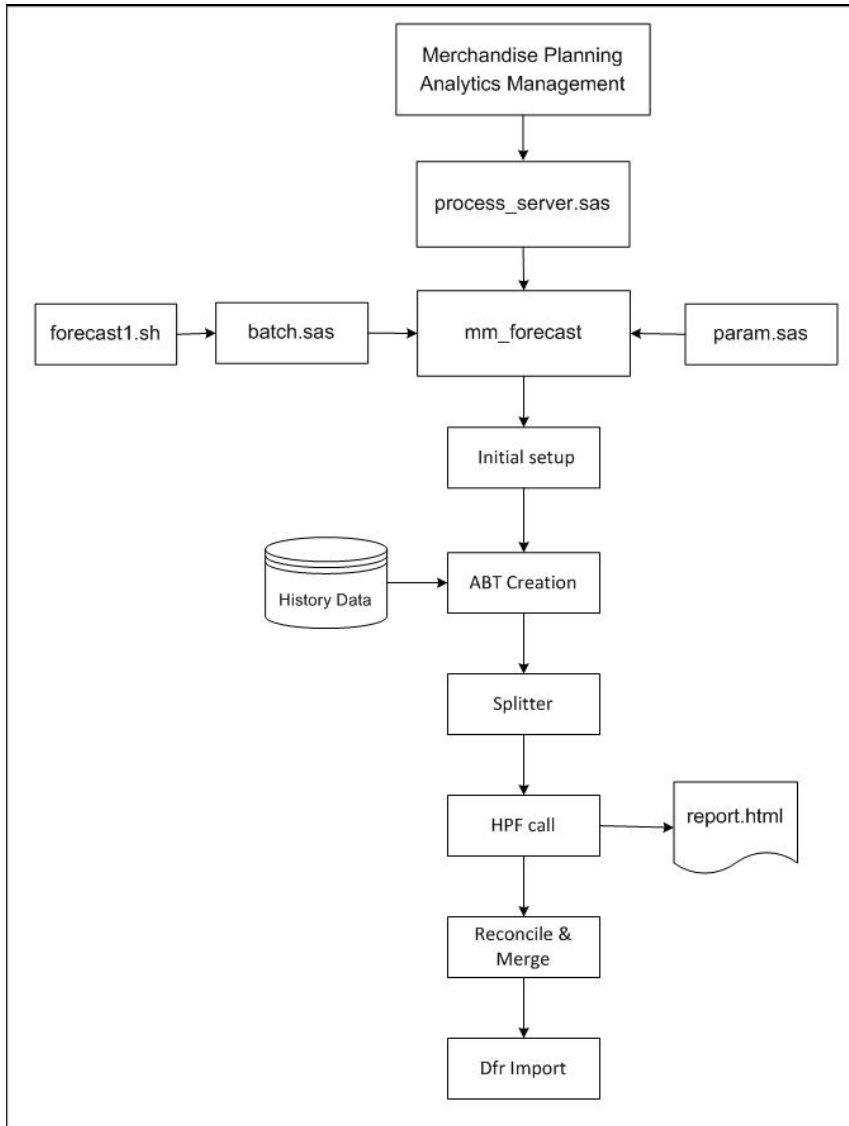 Merchandise Planning
Analytics Management
process_server.sas
forecast1.sh
batch.sas
mm_forecast
param.sas
Initial setup
History Data
ABT Creation
Splitter
HPF call
report.html
Reconcile &
Merge
Dfr Import